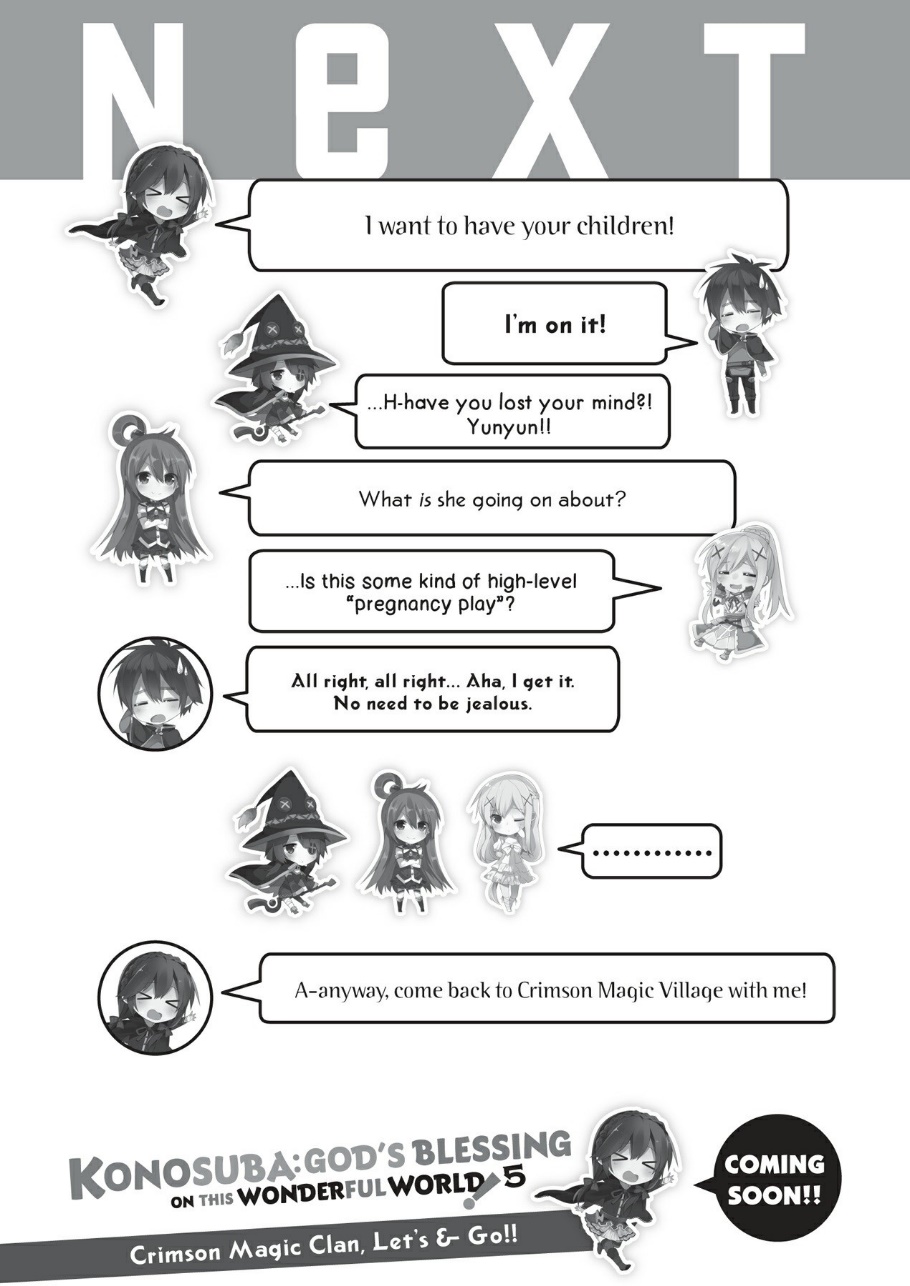 NeXT
I want to have your children!
I'm on it!
...H-have you lost your mind?!
Yunyun!!
What is she going on about?
...Is this some kind of high-level
“pregnancy play”?
All right, all right... Aha, I get it.
No need to be jealous.
............
A-anyway, come back to Crimson Magic Village with me!
KONOSUBA: GOD'S BLESSING
ON THIS WONDERFUL WORLD! 5
COMING
SOON!!
Crimson Magic Clan, Let's & Go!!